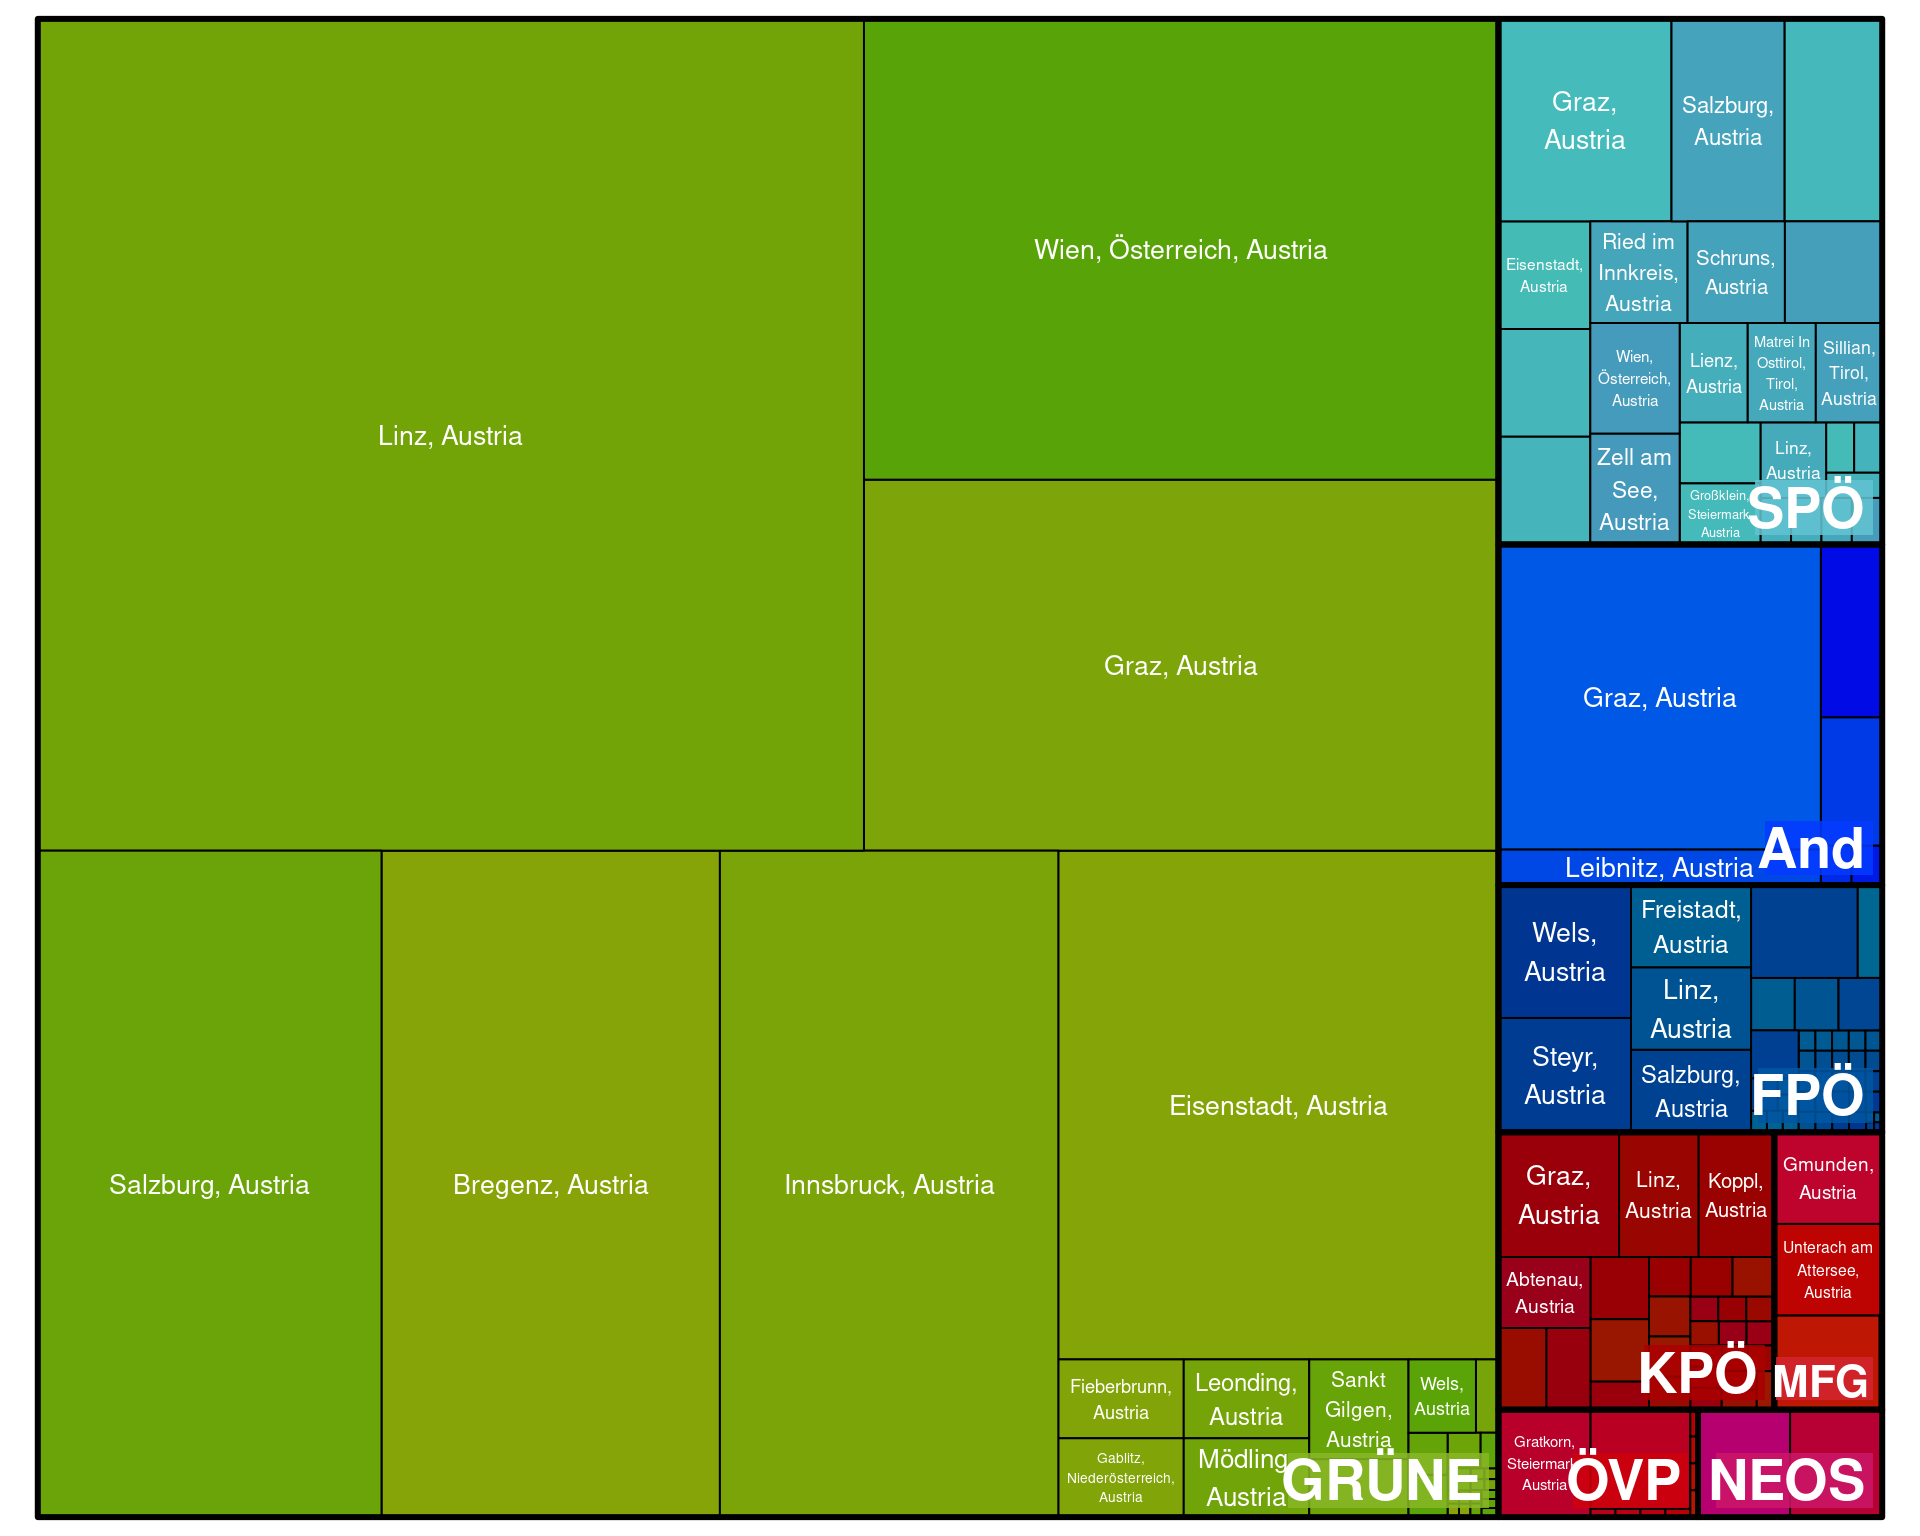 Linz, Austria
Wien, Österreich, Austria
Graz, Austria
Salzburg, Austria
Bregenz, Austria
Innsbruck, Austria
Eisenstadt, Austria
Fieberbrunn,
Austria
Gablitz,
Niederösterreich,
Austria
Leonding,
Austria
Mödling
Austria
Sankt
Gilgen,
Austria
Wels,
Austria
GRÜNE
Graz,
Austria
Salzburg,
Austria
Eisenstadt,
Austria
Ried im
Innkreis,
Austria
Schruns,
Austria
Wien,
Österreich,
Austria
Zell am
See,
Austria
Lienz,
Austria
Matrei In
Osttirol,
Tirol,
Austria
Sillian,
Tirol,
Austria
Linz,
Austria
Großklein,
Steiermark
Austria
SPÖ
Graz, Austria
Leibnitz, Austria
And
Wels,
Austria
Steyr,
Austria
Freistadt,
Austria
Linz,
Austria
Salzburg,
Austria
FPÖ
Graz,
Austria
Linz,
Austria
Koppl,
Austria
Abtenau,
Austria
KPÖ
Gmunden,
Austria
Unterach am
Attersee,
Austria
MFG
Gratkorn,
Steiermark
Austria
ÖVP
NEOS